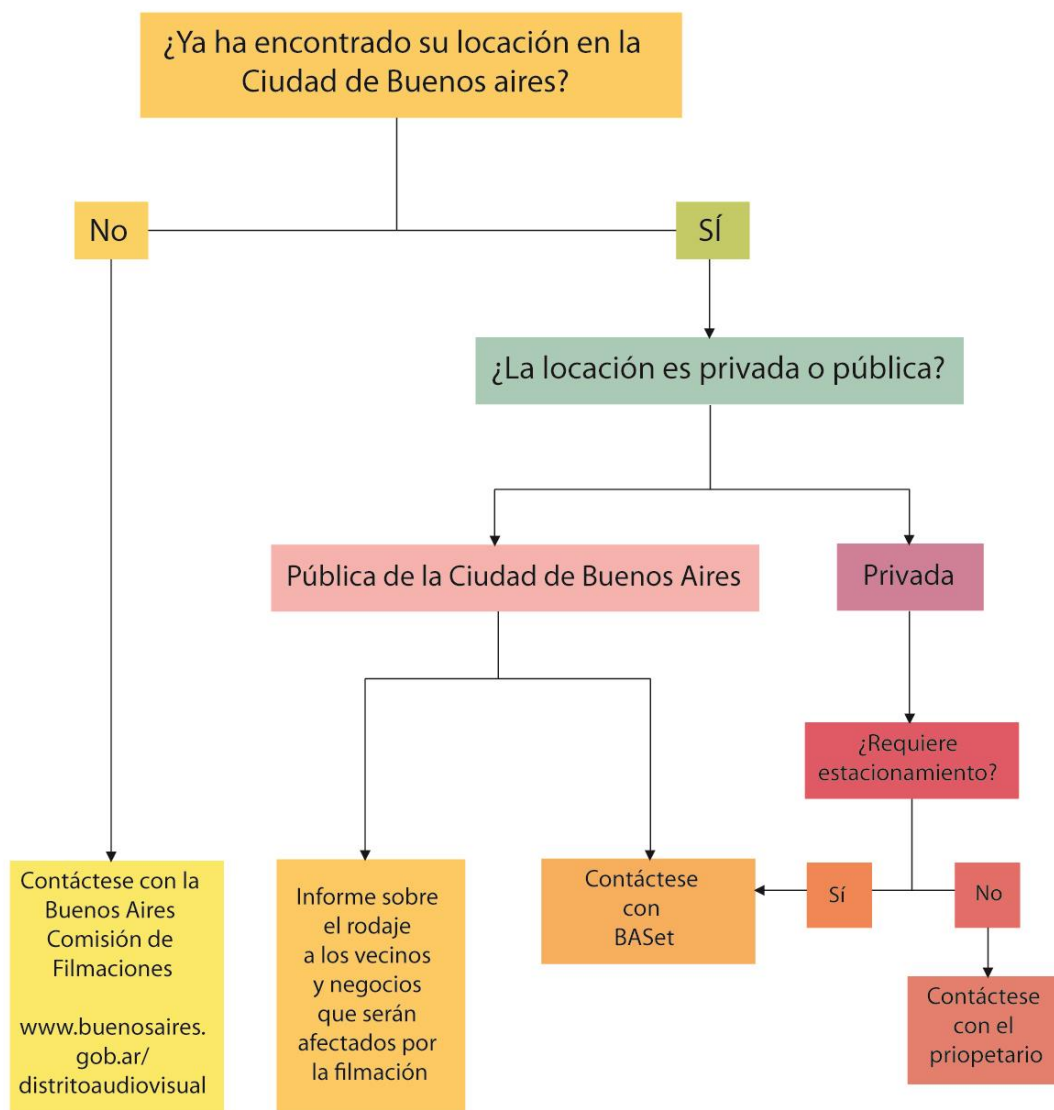 ¿Ya ha encontrado su locación en la
Ciudad de Buenos aires?
No
SÍ
¿La locación es privada o pública?
Pública de la Ciudad de Buenos Aires
Privada
¿Requiere
estacionamiento?
Sí
No
Contáctese con la
Buenos Aires
Comisión de
Filmaciones
www.buenosaires.
gob.ar/
distritoaudiovisual
Informe sobre
el rodaje
a los vecinos
y negocios
que serán
afectados por
la filmación
Contáctese
con
BASet
Contáctese
con el
priopetario